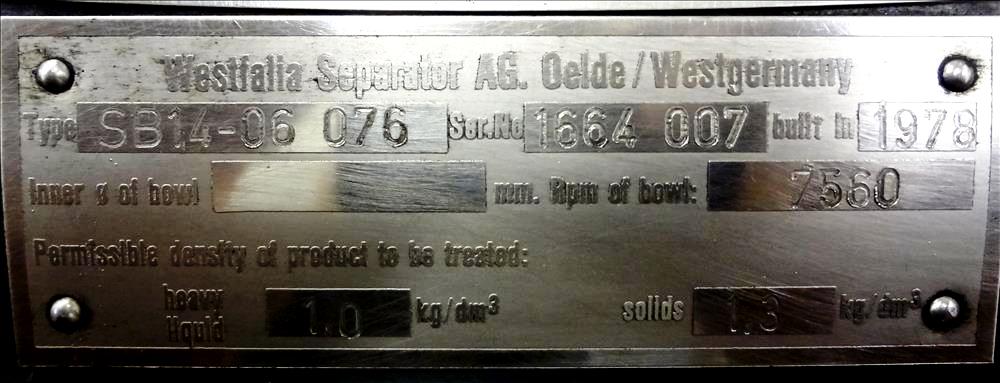 Westfalia Separator AG. Oelde/Westgermany
Type SB14-06 076 Ser.No 1664 007 built in 1978
Inner ø of bowl mm. Rpm of bowl: 7560
Permissible density of product to be treated:
heavy liquid 1.0 kg/dm³ solids 1.3 kg/dm³